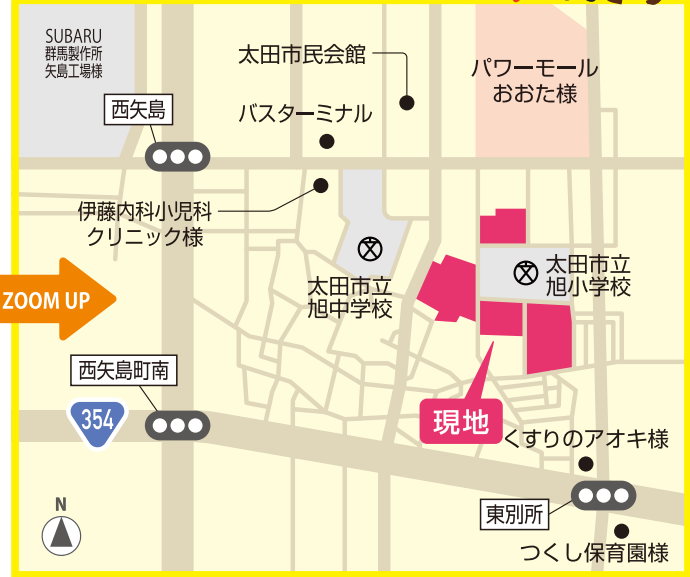 SUBARU
群馬製作所
矢島工場様
太田市民会館
パワーモール
おおた様
西矢島
バスターミナル
伊藤内科小児科
クリニック様
太田市立
旭中学校
太田市立
旭小学校
ZOOM UP
西矢島町南
354
現地
くすりのアオキ様
東別所
つくし保育園様
N